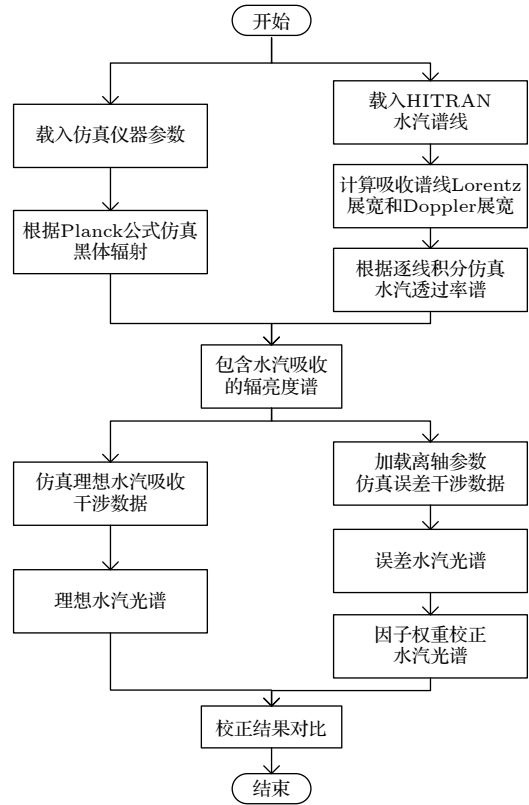 开始
载入仿真仪器参数
根据Planck公式仿真
黑体辐射
载入HITRAN
水汽谱线
计算吸收谱线Lorentz
展宽和Doppler展宽
根据逐线积分仿真
水汽透过率谱
包含水汽吸收
的辐亮度谱
仿真理想水汽吸收
干涉数据
理想水汽光谱
加载离轴参数
仿真误差干涉数据
误差水汽光谱
因子权重校正
水汽光谱
校正结果对比
结束